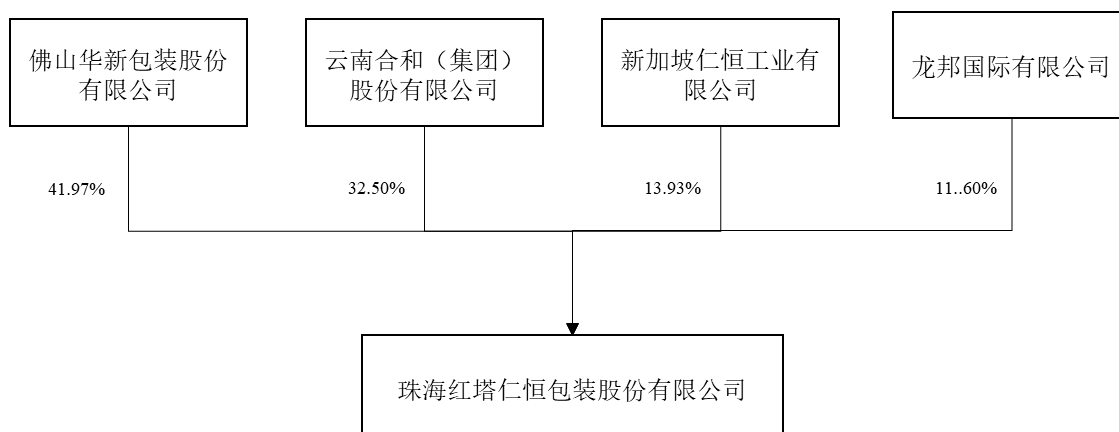 佛山华新包装股份
有限公司
云南合和（集团）
股份有限公司
新加坡仁恒工业有
限公司
龙邦国际有限公司
41.97%
32.50%
13.93%
11..60%
珠海红塔仁恒包装股份有限公司